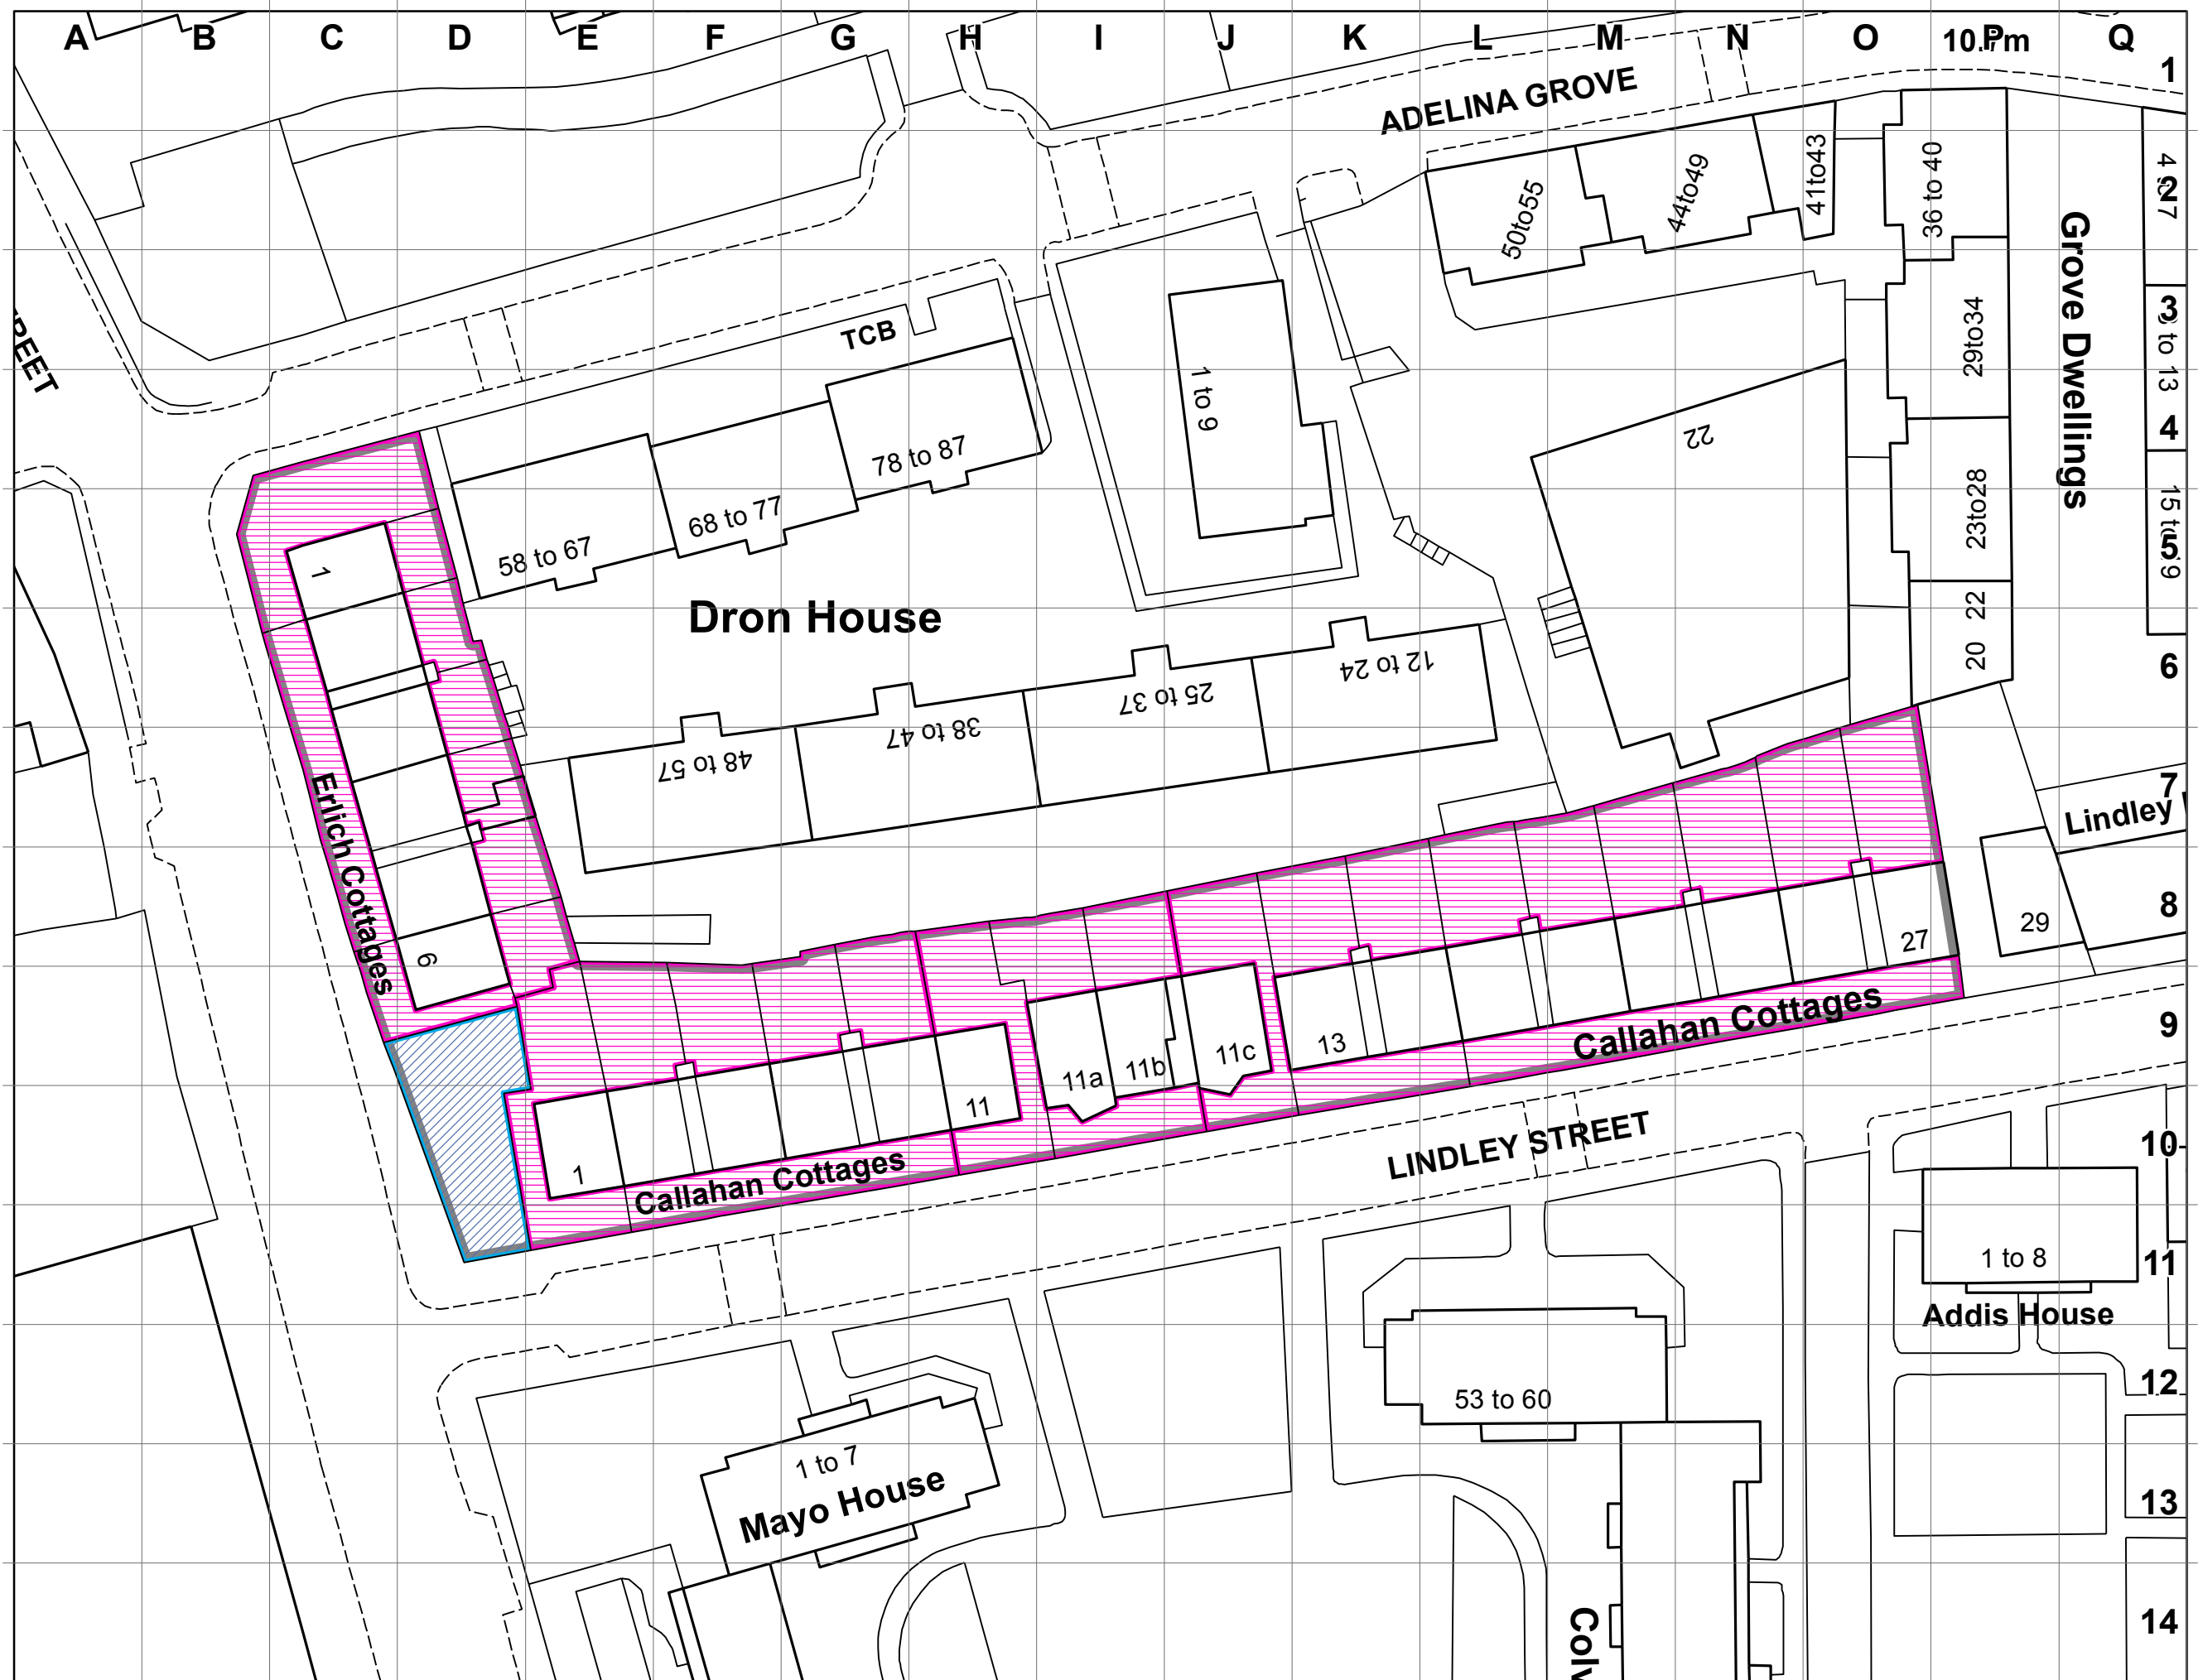 A B C D E F G H I J K L M N O P Q
10.Pm
1
ADELINA GROVE
2
50to55
44to49
41to43
36 to 40
Grove Dwellings
3
29to34
TCB
1 to 9
4
22
78 to 87
68 to 77
58 to 67
23to28
5
1
Dron House
22
20
6
12 to 24
25 to 37
38 to 47
48 to 57
7
Lindley
Erlich Cottages
8
6
27
29
9
13
Callahan Cottages
11a
11b
11c
11
1
Callahan Cottages
LINDLEY STREET
10
1 to 8
11
Addis House
12
53 to 60
1 to 7
Mayo House
13
14